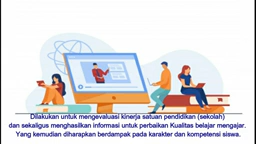 Dilakukan untuk mengevaluasi kinerja satuan pendidikan (sekolah)
dan sekaligus menghasilkan informasi untuk perbaikan Kualitas belajar mengajar.
Yang kemudian diharapkan berdampak pada karakter dan kompetensi siswa.